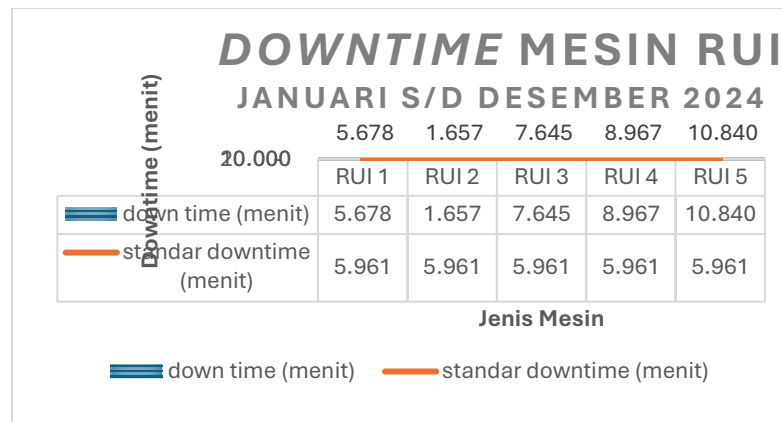 DOWNTIME MESIN RUI
JANUARI S/D DESEMBER 2024
5.678 1.657 7.645 8.967 10.840
Downtime (menit)
RUI 1 RUI 2 RUI 3 RUI 4 RUI 5
down time (menit) 5.678 1.657 7.645 8.967 10.840
standar downtime
(menit) 5.961 5.961 5.961 5.961 5.961
Jenis Mesin
down time (menit) standar downtime (menit)